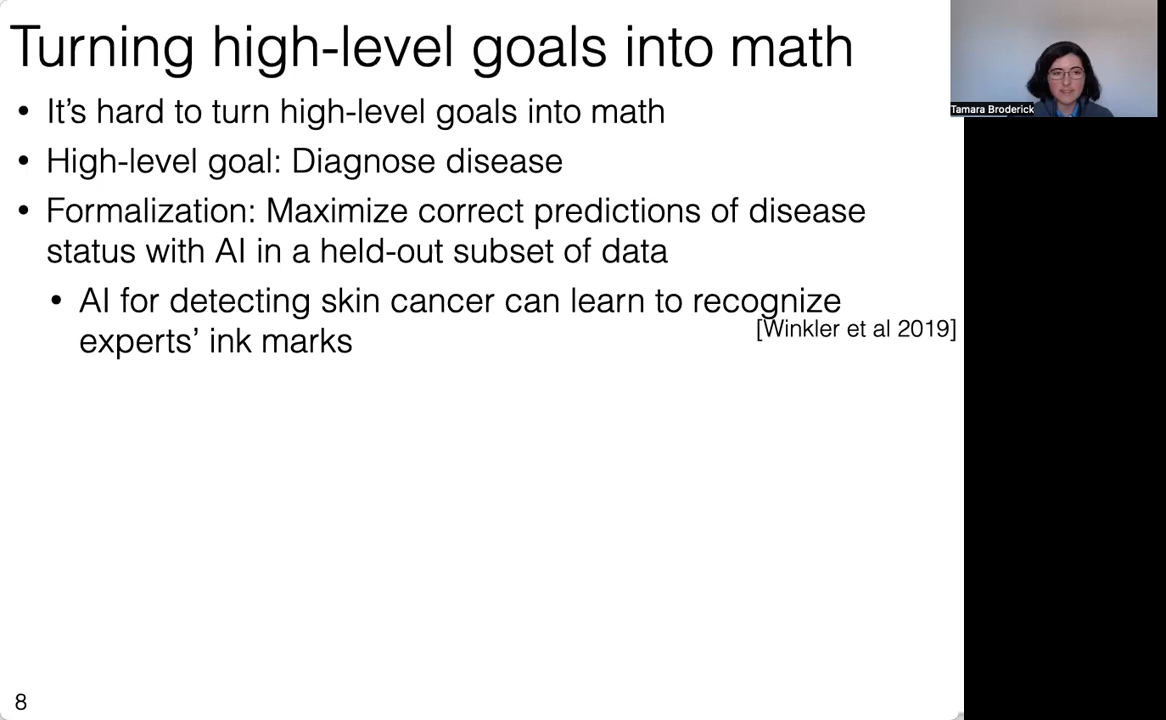 Turning high-level goals into math
Tamara Broderick
• It’s hard to turn high-level goals into math
• High-level goal: Diagnose disease
• Formalization: Maximize correct predictions of disease
status with AI in a held-out subset of data
• AI for detecting skin cancer can learn to recognize
experts’ ink marks
[Winkler et al 2019]
8